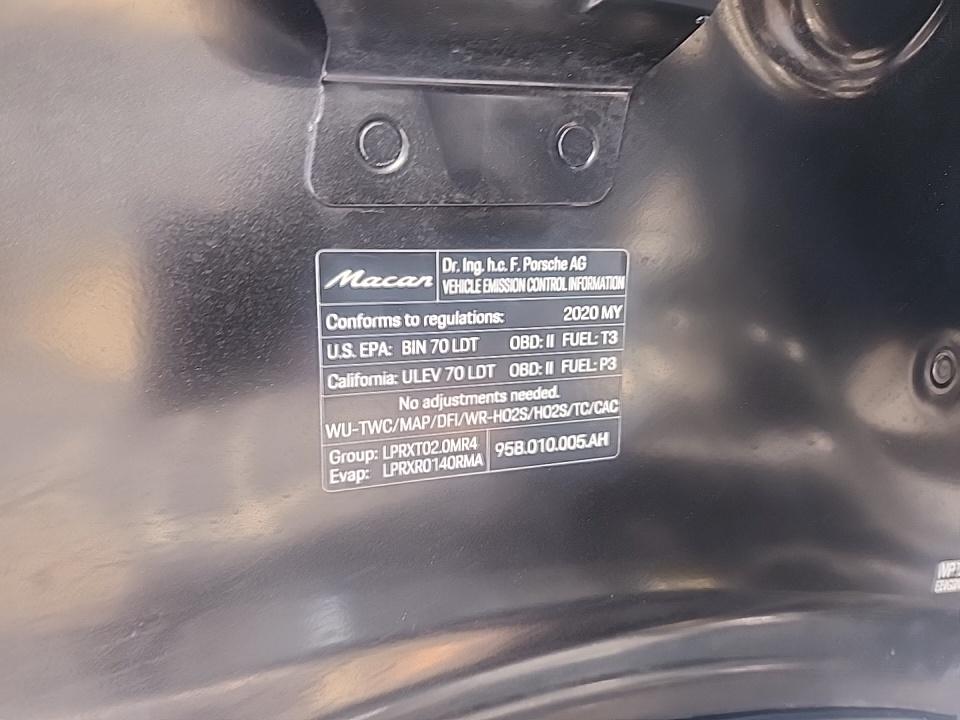 Macan
Dr. Ing. h.c. F. Porsche AG
VEHICLE EMISSION CONTROL INFORMATION
Conforms to regulations: 2020 MY
U.S. EPA: BIN 70 LDT OBD: II FUEL: T3
California: ULEV 70 LDT OBD: II FUEL: P3
No adjustments needed.
WU-TWC/MAP/DFI/WR-HO2S/HO2S/TC/CAC
Group: LPRXT02.0MR4
Evap: LPRXR0140RMA
95B.010.005.AH